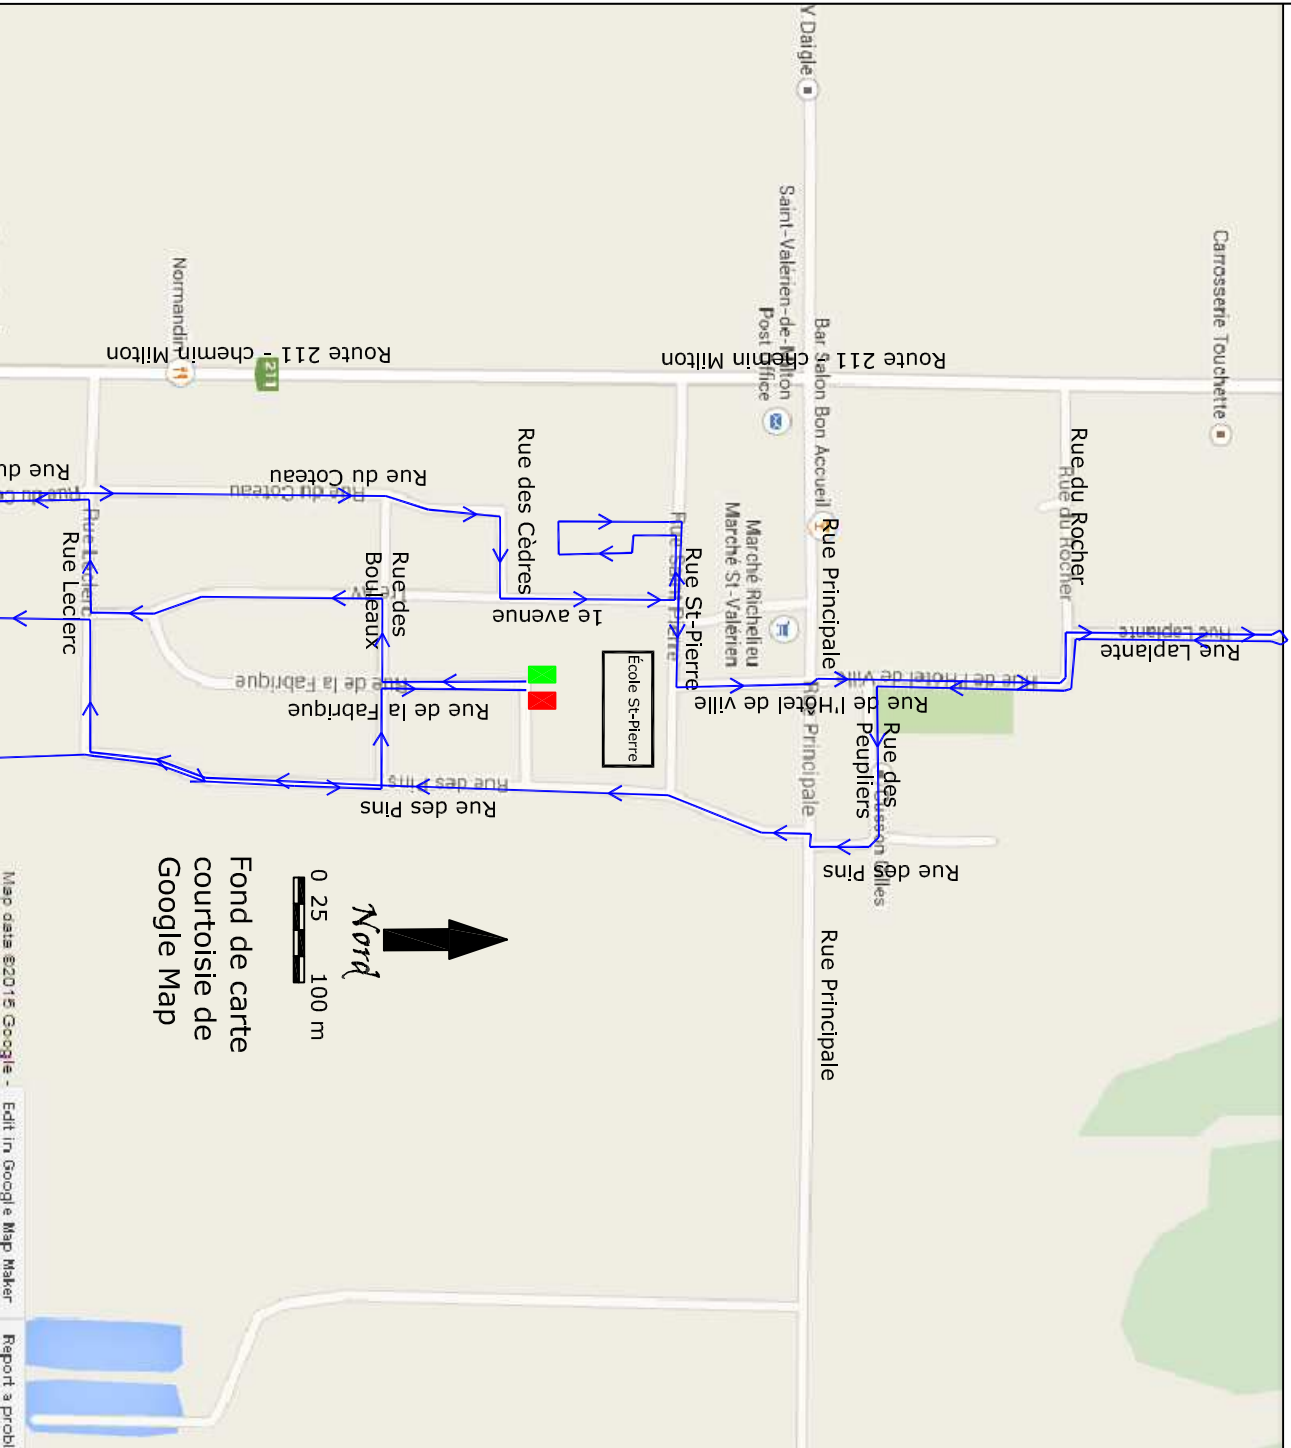 Y.Daigle
Saint-Valérien-de-Milton
Post Office
Bar Salon Bon Accueil
Carrosserie Touchette
Normandin
Route 211 - chemin Milton
211
Route 211 - chemin Milton
Rue du
Rue du Coteau
Rue du Coteau
Rue des Cèdres
Rue du Rocher
Rue du Rocher
Marché Richelieu
Marché St-Valérien
Rue Principale
Rue St-Pierre
Rue Saint Pierre
Rue Leclerc
Rue Leclerc
Rue des
Bouleaux
1e avenue
Rue Laplante
Rue Laplante
École St-Pierre
Rue de la Fabrique
Rue de la Fabrique
Rue de l'Hôtel de Ville
Rue de l'Hôtel de ville
Rue Principale
Rue des
Peupliers
Rue des Pins
Rue des Pins
Rue des Pins
Rue Principale
Nord
0 25 100 m
Fond de carte
courtoisie de
Google Map
Map data ©2015 Google -
Edit in Google Map Maker
Report a probl